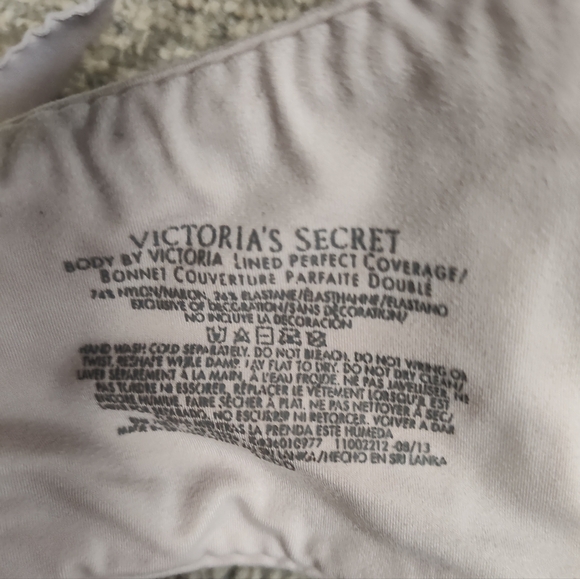 VICTORIA'S SECRET
BODY BY VICTORIA LINED PERFECT COVERAGE/
BONNET COUVERTURE PARFAITE DOUBLÉ
74% NYLON/NAILON, 26% ELASTANE/ÉLASTHANNE/ELASTANO
EXCLUSIVE OF DECORATION/SANS DÉCORATION/
NO INCLUYE LA DECORACIÓN
HAND WASH COLD SEPARATELY. DO NOT BLEACH. DO NOT WRING OR
TWIST. RESHAPE WHILE DAMP. LAY FLAT TO DRY. DO NOT DRY CLEAN/
LAVER SÉPARÉMENT À LA MAIN, À L'EAU FROIDE. NE PAS JAVELLISER. NE
PAS TORDRE NI ESSORER. REPLACER LE VÊTEMENT LORSQU'IL EST
ENCORE HUMIDE. FAIRE SÉCHER À PLAT. NE PAS NETTOYER À SEC/
SEPARADO. NO ESCURRIR NI RETORCER. VOLVER A DAR
LA PRENDA ESTE HUMEDA
11002212 -08/13
LANKA/HECHO EN SRI LANKA